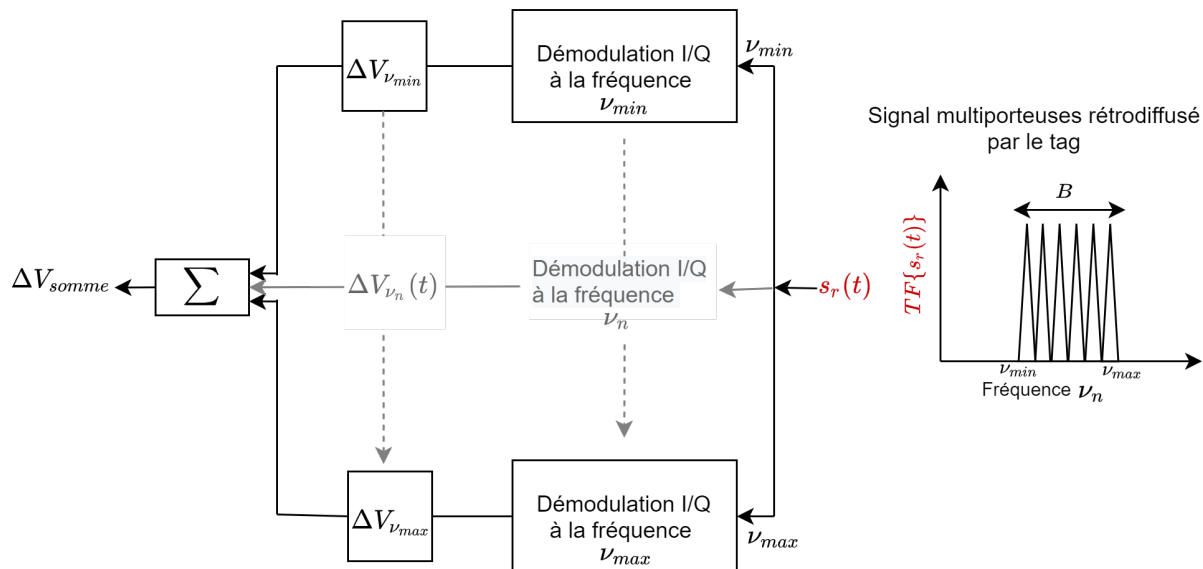 Démodulation I/Q
à la fréquence
ν_min
ΔV_{ν_min}
ν_min
Signal multiporteuses rétrodiffusé
par le tag
B
TF{s_r(t)}
ν_min
ν_max
Fréquence ν_n
ΔV_somme
∑
ΔV_{ν_n}(t)
Démodulation I/Q
à la fréquence
ν_n
s_r(t)
ΔV_{ν_max}
Démodulation I/Q
à la fréquence
ν_max
ν_max